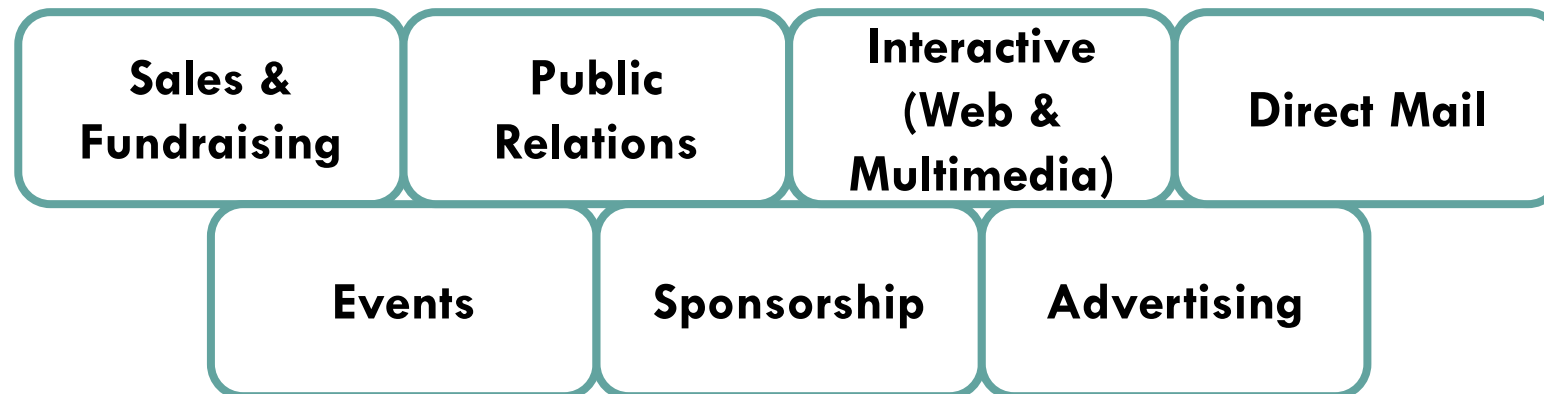 Sales &
Fundraising
Public
Relations
Interactive
(Web &
Multimedia)
Direct Mail
Events
Sponsorship
Advertising